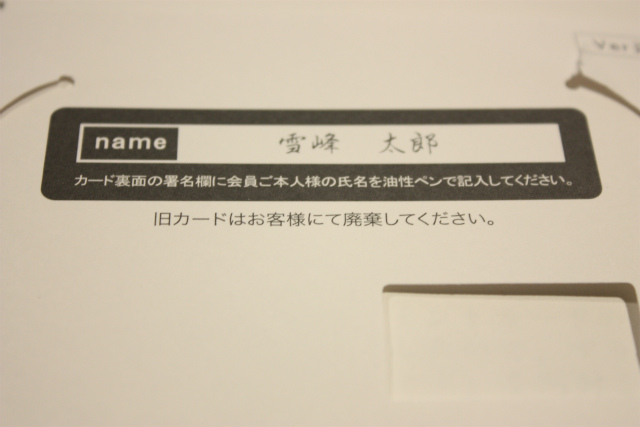 name 雪峰 太郎
カード裏面の署名欄に会員ご本人様の氏名を油性ペンで記入してください。
旧カードはお客様にて廃棄してください。